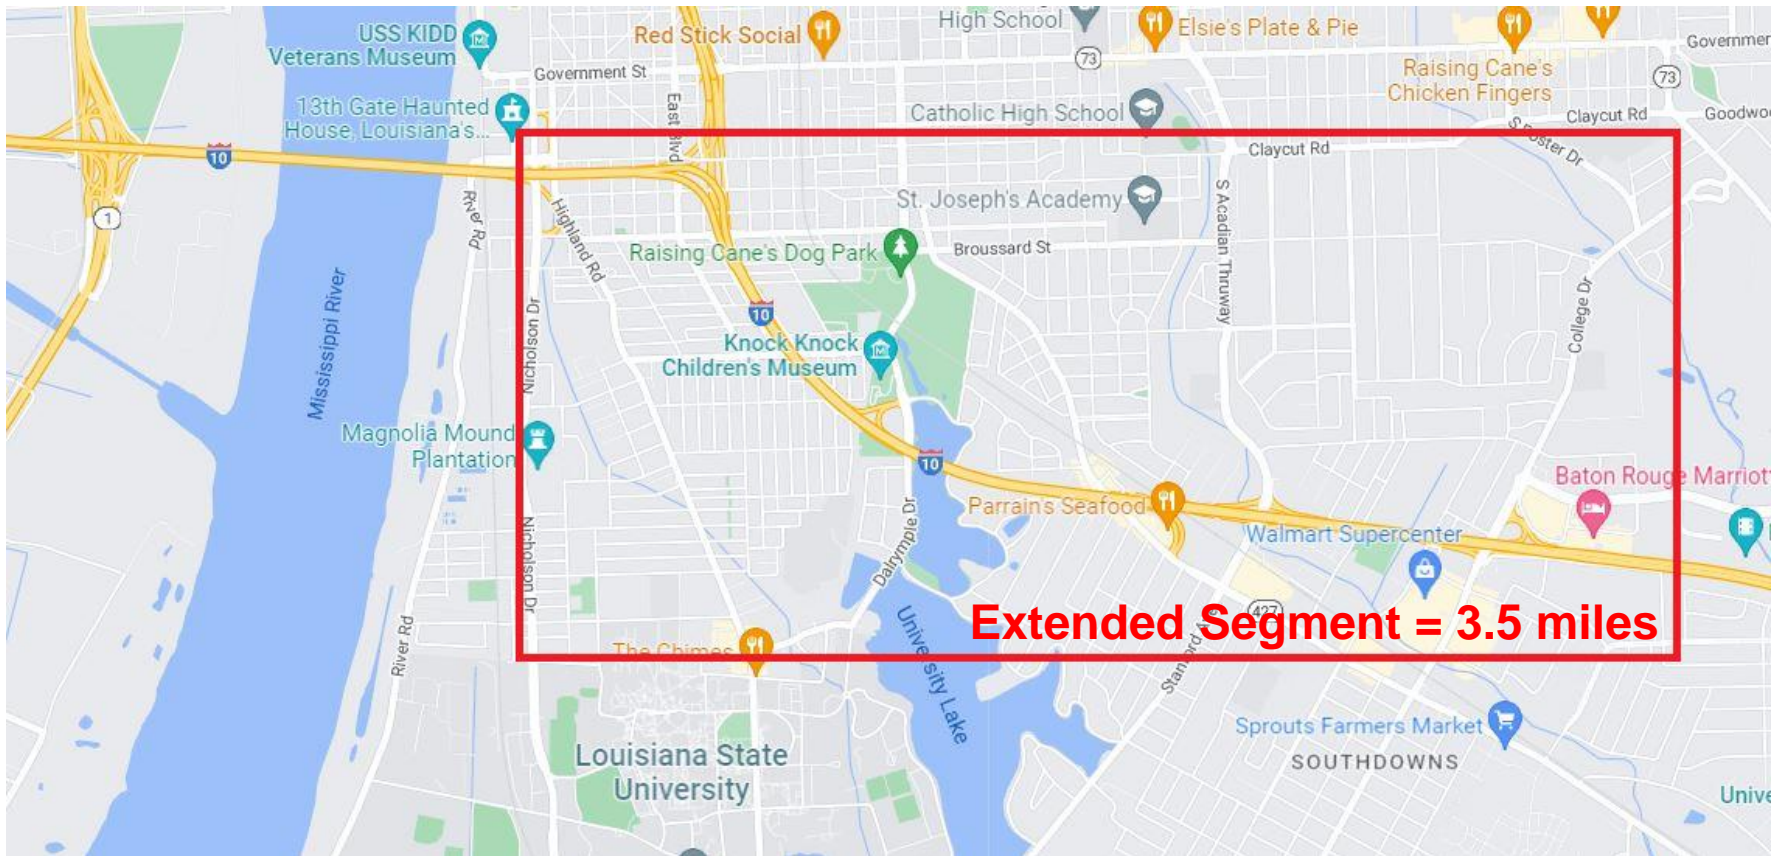 USS KIDD
Veterans Museum
Red Stick Social
High School
Elsie's Plate & Pie
Government St
73
Raising Cane's
Chicken Fingers
Governmen
73
13th Gate Haunted
House, Louisiana's...
East Blvd
Catholic High School
S Foster Dr
Claycut Rd
Goodwo
10
Claycut Rd
1
River Rd
Highland Rd
St. Joseph's Academy
S Acadian Thruway
Raising Cane's Dog Park
Broussard St
Mississippi River
Nicholson Dr
10
Knock Knock
Children's Museum
College Dr
Magnolia Mound
Plantation
10
Baton Rouge Marriott
Parrain's Seafood
Nicholson Dr
Dalrymple Dr
Walmart Supercenter
River Rd
The Chimes
University Lake
427
Extended Segment = 3.5 miles
Stanford Ave
Sprouts Farmers Market
SOUTHDOWNS
Louisiana State
University
Unive